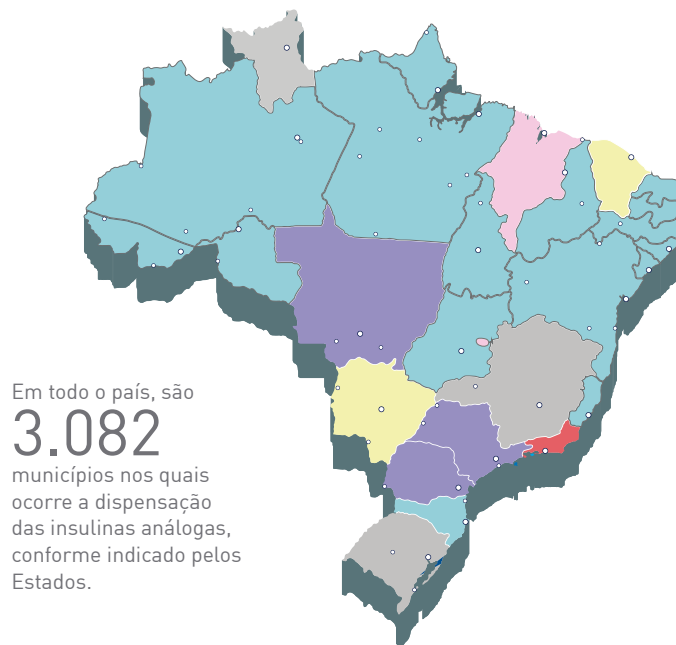 Em todo o país, são
3.082
municípios nos quais
ocorre a dispensação
das insulinas análogas,
conforme indicado pelos
Estados.